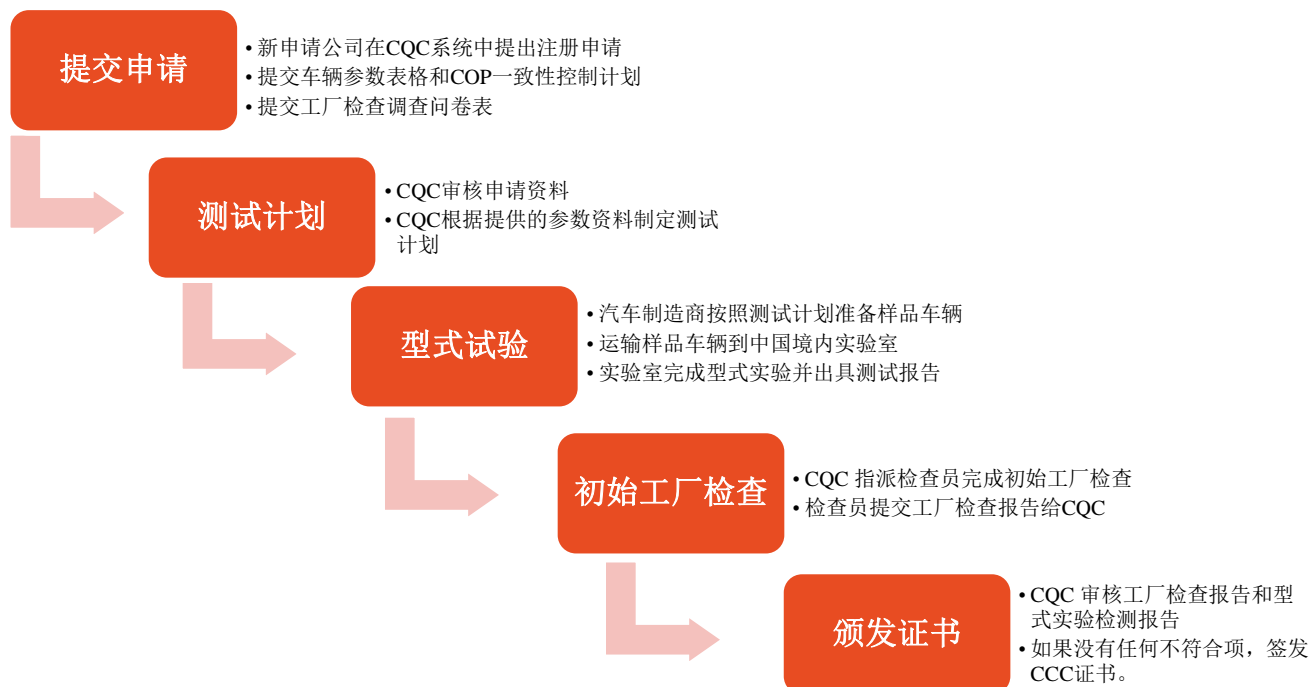 提交申请
• 新申请公司在CQC系统中提出注册申请
• 提交车辆参数表格和COP一致性控制计划
• 提交工厂检查调查问卷表
测试计划
• CQC审核申请资料
• CQC根据提供的参数资料制定测试
计划
型式试验
• 汽车制造商按照测试计划准备样品车辆
• 运输样品车辆到中国境内实验室
• 实验室完成型式实验并出具测试报告
初始工厂检查
• CQC 指派检查员完成初始工厂检查
• 检查员提交工厂检查报告给CQC
颁发证书
• CQC 审核工厂检查报告和型
式实验检测报告
• 如果没有任何不符合项，签发
CCC证书。